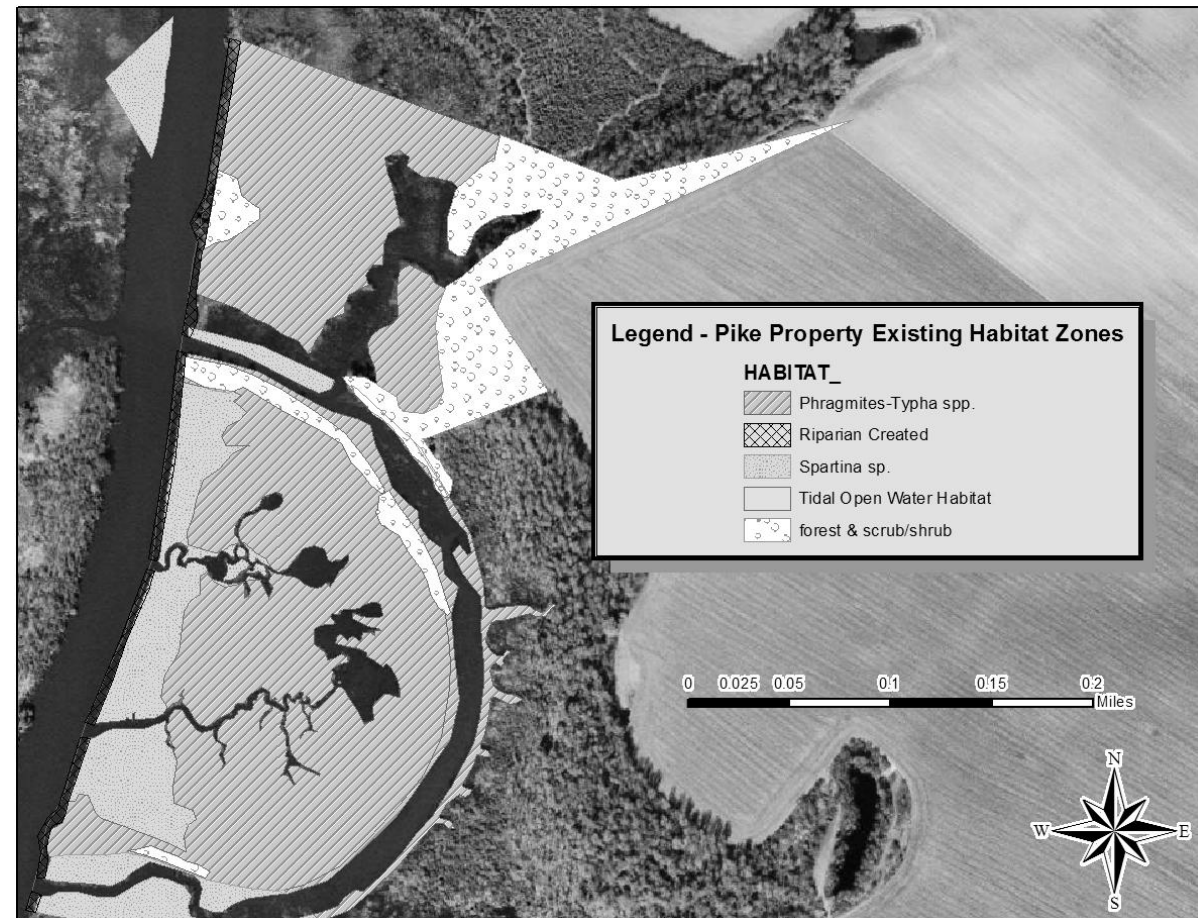 Legend - Pike Property Existing Habitat Zones
HABITAT_
Phragmites-Typha spp.
Riparian Created
Spartina sp.
Tidal Open Water Habitat
forest & scrub/shrub
0 0.025 0.05 0.1 0.15 0.2
Miles
N
W E
S